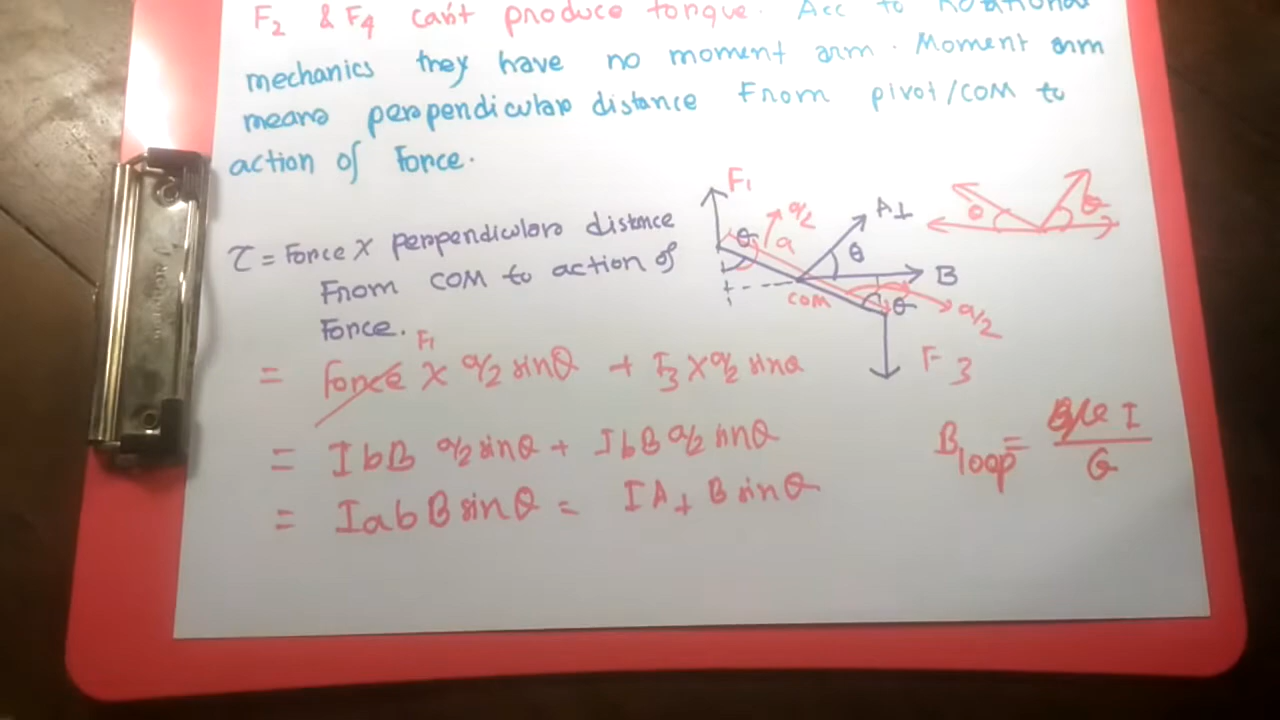 F₂ & F₄ can't produce torque. Acc to Rotational
mechanics they have no moment arm. Moment arm
means perpendicular distance From pivot/COM to
action of Force.
τ = Force × perpendicular distance
From COM to action of
Force.
= F₁ × a/2 sinθ + F₃ × a/2 sinθ
= IbB a/2 sinθ + IbB a/2 sinθ
= IabB sinθ = IA⊥ B sinθ
F₁
a/2
a
θ
A⊥
θ
B
COM
θ
a/2
F3
θ
θ
B loop = I
G